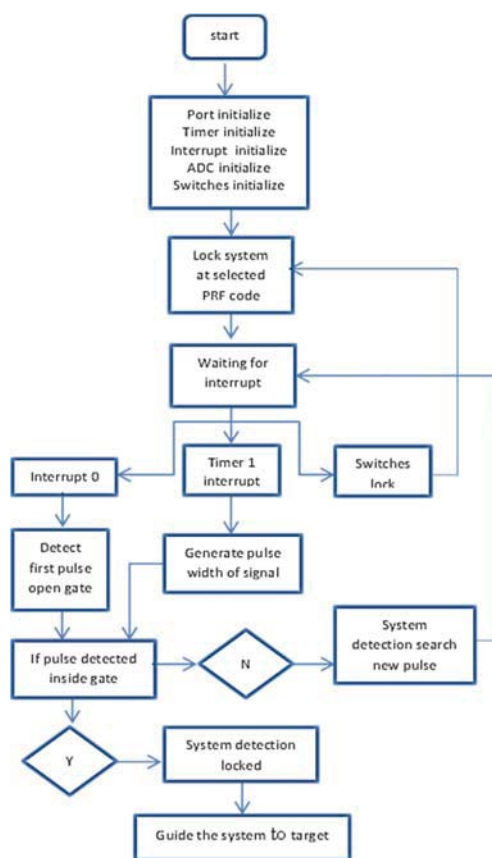 start
Port initialize
Timer initialize
Interrupt initialize
ADC initialize
Switches initialize
Lock system
at selected
PRF code
Waiting for
interrupt
Interrupt 0
Timer 1
interrupt
Switches
lock
Detect
first pulse
open gate
Generate pulse
width of signal
If pulse detected
inside gate
N
System
detection search
new pulse
Y
System detection
locked
Guide the system to target